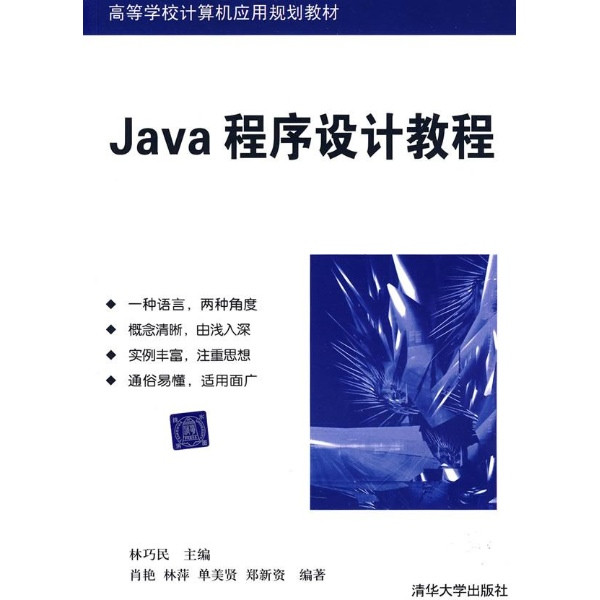 高等学校计算机应用规划教材
Java 程序设计教程
◆ 一种语言，两种角度
◆ 概念清晰，由浅入深
◆ 实例丰富，注重思想
◆ 通俗易懂，适用面广
林巧民 主编
肖艳 林萍 单美贤 郑新资 编著
清华大学出版社